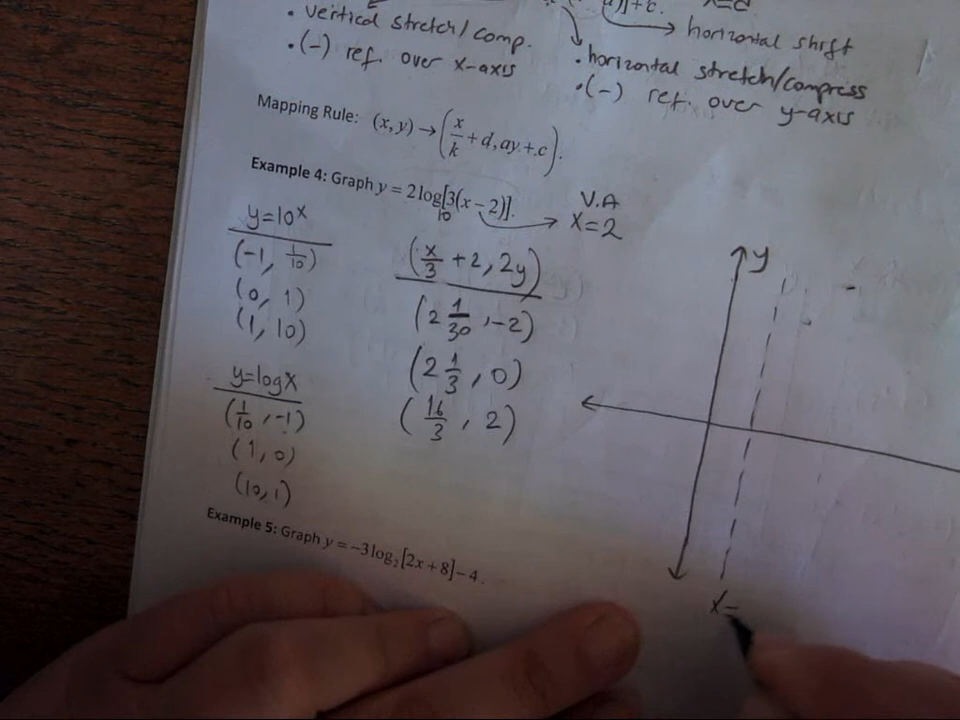 )]+c. x=d
• vertical stretch/comp.
→ horizontal shift
• (-) ref. over x-axis
• horizontal stretch/compress
• (-) ref. over y-axis
Mapping Rule: (x, y) → (x/k + d, ay + c).
Example 4: Graph y = 2 log[3(x − 2)].
10
V.A
→ x=2
y=10^x
(-1, 1/10)
(0, 1)
(1, 10)
(x/3 + 2, 2y)
(2 1/30, -2)
(2 1/3, 0)
(16/3, 2)
y=logx
(1/10, -1)
(1, 0)
(10, 1)
y
x=
Example 5: Graph y = −3 log₂[2x + 8] − 4.